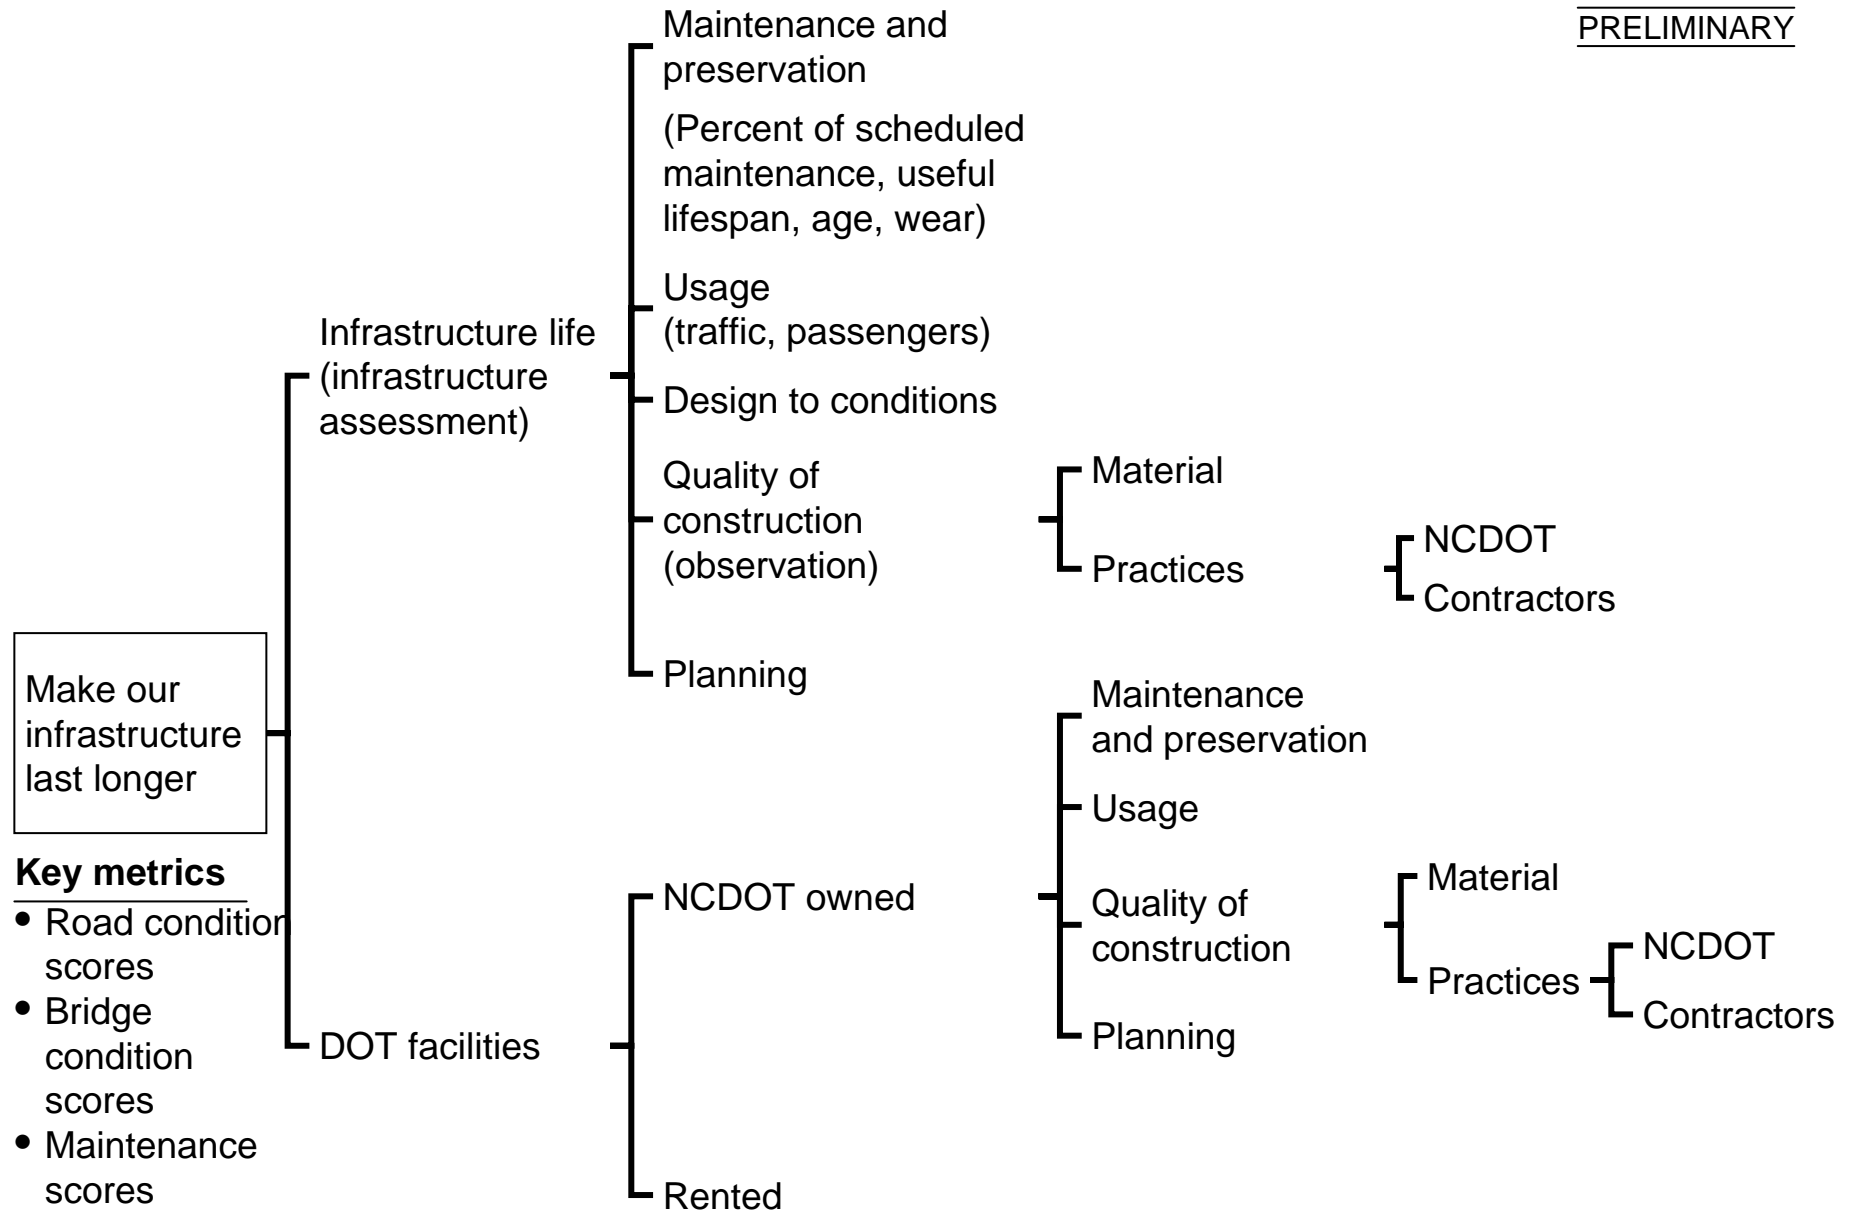 PRELIMINARY
Maintenance and
preservation
(Percent of scheduled
maintenance, useful
lifespan, age, wear)
Usage
(traffic, passengers)
Infrastructure life
(infrastructure
assessment)
Design to conditions
Quality of
construction
(observation)
Material
Practices
NCDOT
Contractors
Planning
Make our
infrastructure
last longer
Key metrics
• Road condition
scores
• Bridge
condition
scores
• Maintenance
scores
DOT facilities
NCDOT owned
Maintenance
and preservation
Usage
Quality of
construction
Material
Practices
NCDOT
Contractors
Planning
Rented